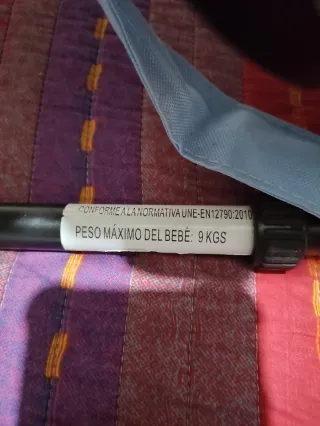 CONFORME A LA NORMATIVA UNE-EN12790:2010
PESO MÁXIMO DEL BEBÉ: 9 KGS